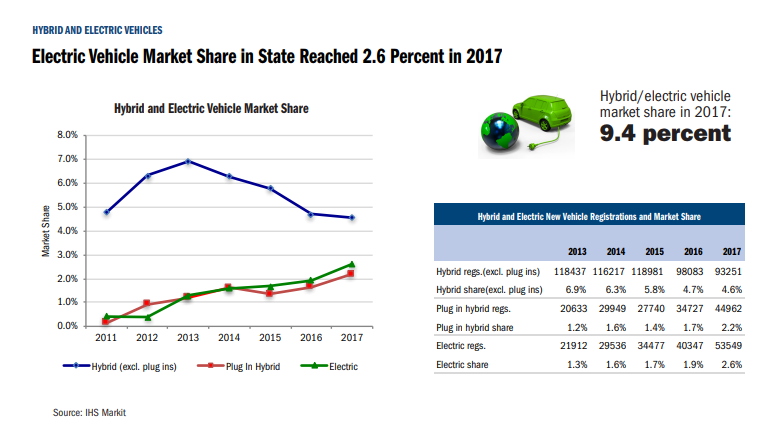 HYBRID AND ELECTRIC VEHICLES
Electric Vehicle Market Share in State Reached 2.6 Percent in 2017
Hybrid and Electric Vehicle Market Share
8.0%
7.0%
6.0%
5.0%
4.0%
3.0%
2.0%
1.0%
0.0%
Market Share
2011 2012 2013 2014 2015 2016 2017
Hybrid (excl. plug ins) Plug In Hybrid Electric
Hybrid/electric vehicle
market share in 2017:
9.4 percent
Hybrid and Electric New Vehicle Registrations and Market Share
2013 2014 2015 2016 2017
Hybrid regs.(excl. plug ins) 118437 116217 118981 98083 93251
Hybrid share(excl. plug ins) 6.9% 6.3% 5.8% 4.7% 4.6%
Plug in hybrid regs. 20633 29949 27740 34727 44962
Plug in hybrid share 1.2% 1.6% 1.4% 1.7% 2.2%
Electric regs. 21912 29536 34477 40347 53549
Electric share 1.3% 1.6% 1.7% 1.9% 2.6%
Source: IHS Markit